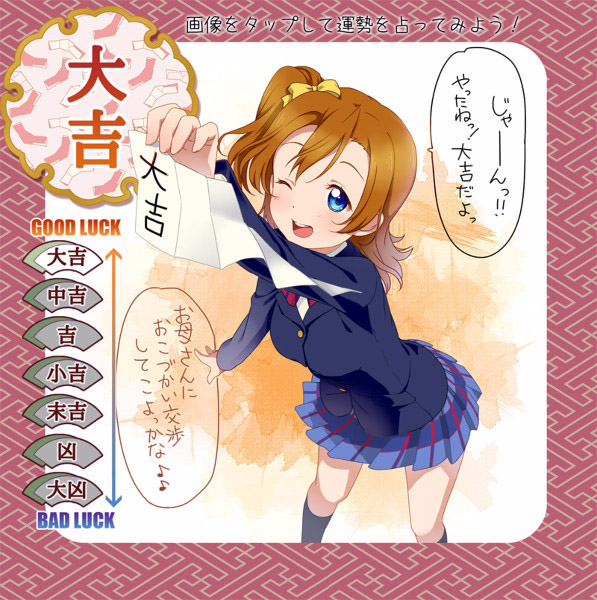 画像をタップして運勢を占ってみよう！
大吉
じゃーーんっ!!
やったねっ！大吉だよっ
大吉
GOOD LUCK
大吉
中吉
吉
小吉
末吉
凶
大凶
BAD LUCK
お母さんに
おこづかい交渉
してこよっかな♪♪